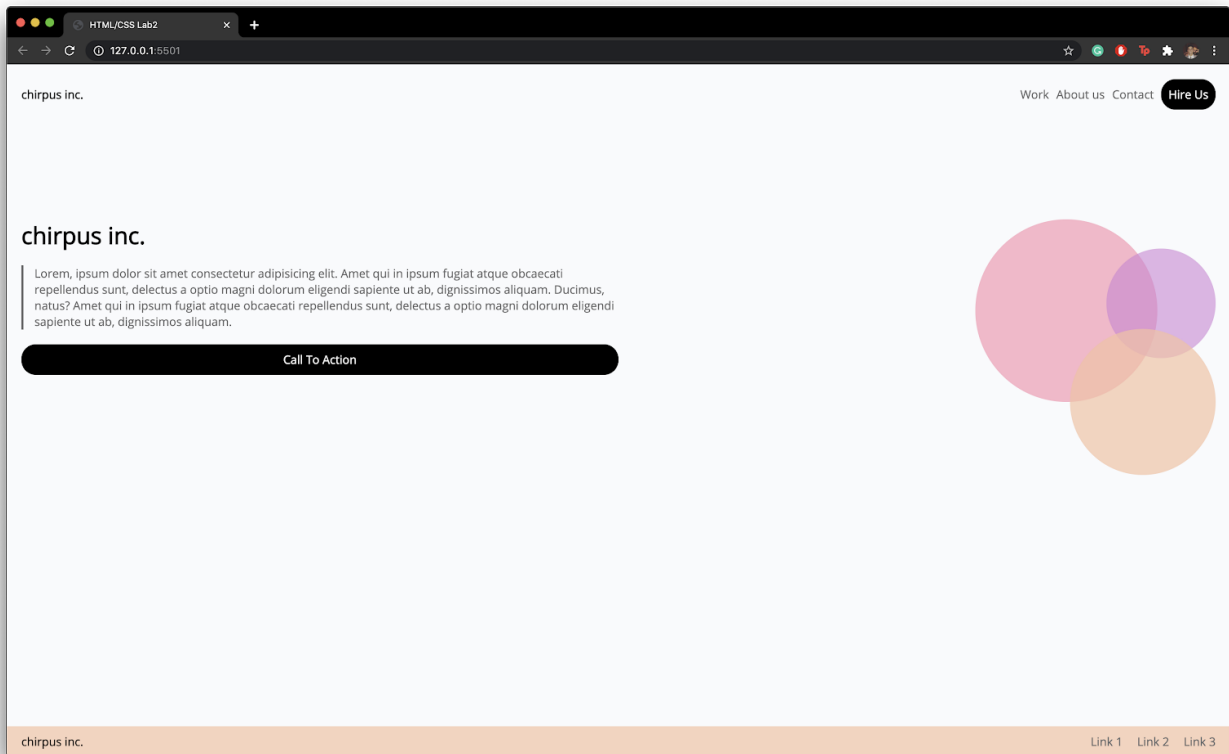 HTML/CSS Lab2
127.0.0.1:5501
Tp
chirpus inc.
Work About us Contact Hire Us
chirpus inc.
Lorem, ipsum dolor sit amet consectetur adipisicing elit. Amet qui in ipsum fugiat atque obcaecati
repellendus sunt, delectus a optio magni dolorum eligendi sapiente ut ab, dignissimos aliquam. Ducimus,
natus? Amet qui in ipsum fugiat atque obcaecati repellendus sunt, delectus a optio magni dolorum eligendi
sapiente ut ab, dignissimos aliquam.
Call To Action
chirpus inc.
Link 1 Link 2 Link 3